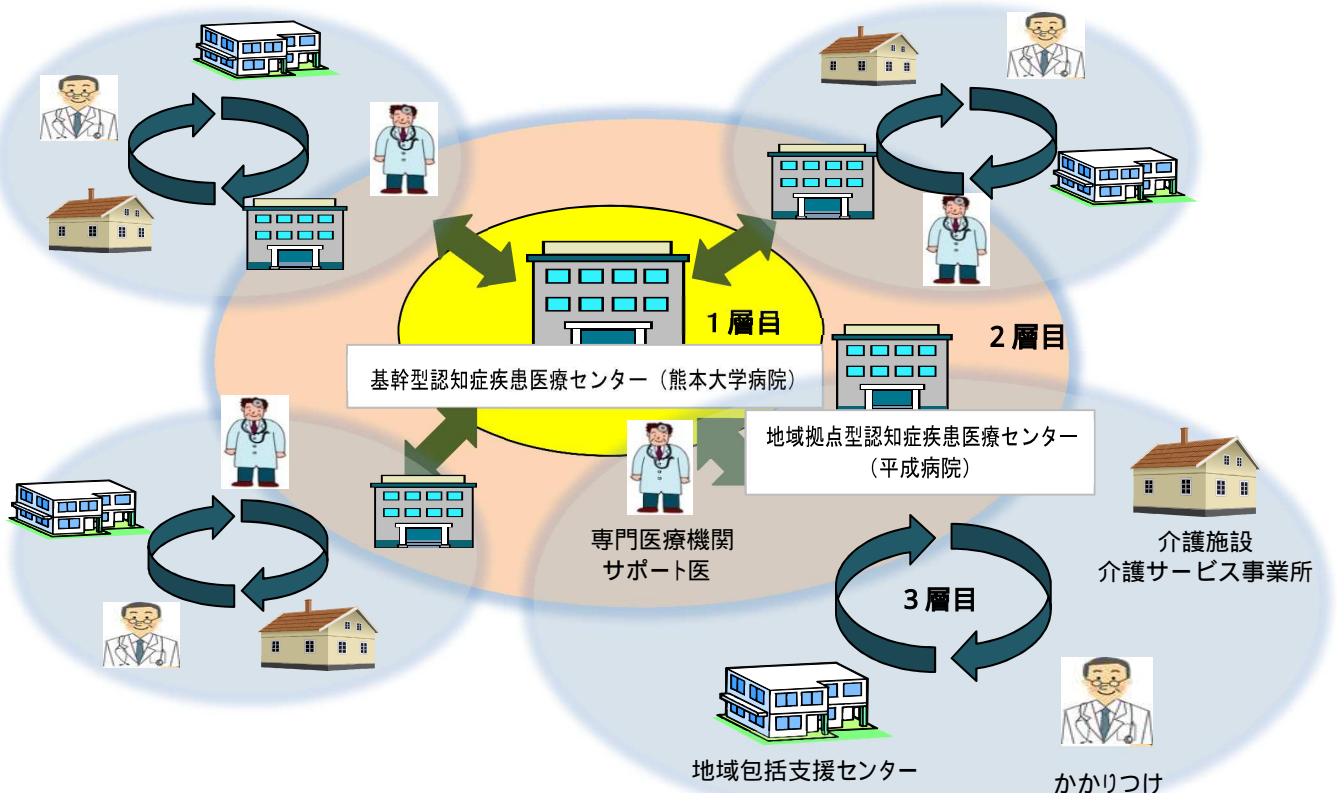 １層目
２層目
基幹型認知症疾患医療センター（熊本大学病院）
地域拠点型認知症疾患医療センター
（平成病院）
専門医療機関
サポート医
介護施設
介護サービス事業所
３層目
地域包括支援センター
かかりつけ